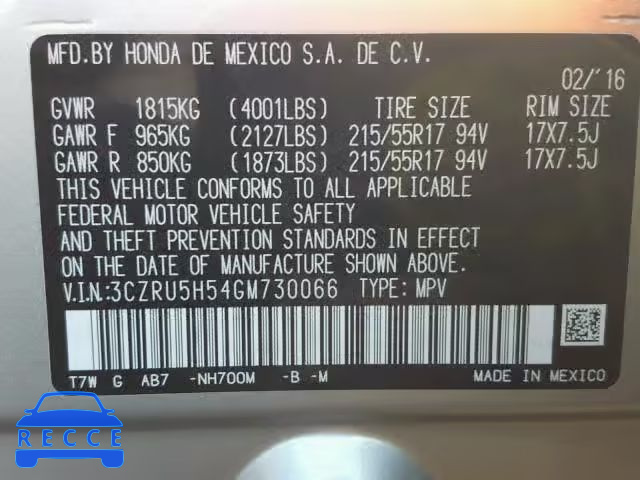 MFD.BY HONDA DE MEXICO S.A. DE C.V.
02/'16
GVWR 1815KG (4001LBS) TIRE SIZE RIM SIZE
GAWR F 965KG (2127LBS) 215/55R17 94V 17X7.5J
GAWR R 850KG (1873LBS) 215/55R17 94V 17X7.5J
THIS VEHICLE CONFORMS TO ALL APPLICABLE
FEDERAL MOTOR VEHICLE SAFETY
AND THEFT PREVENTION STANDARDS IN EFFECT
ON THE DATE OF MANUFACTURE SHOWN ABOVE.
V.I.N.:3CZRU5H54GM730066 TYPE: MPV
T7W G AB7 -NH700M -B -M MADE IN MEXICO
RECCE